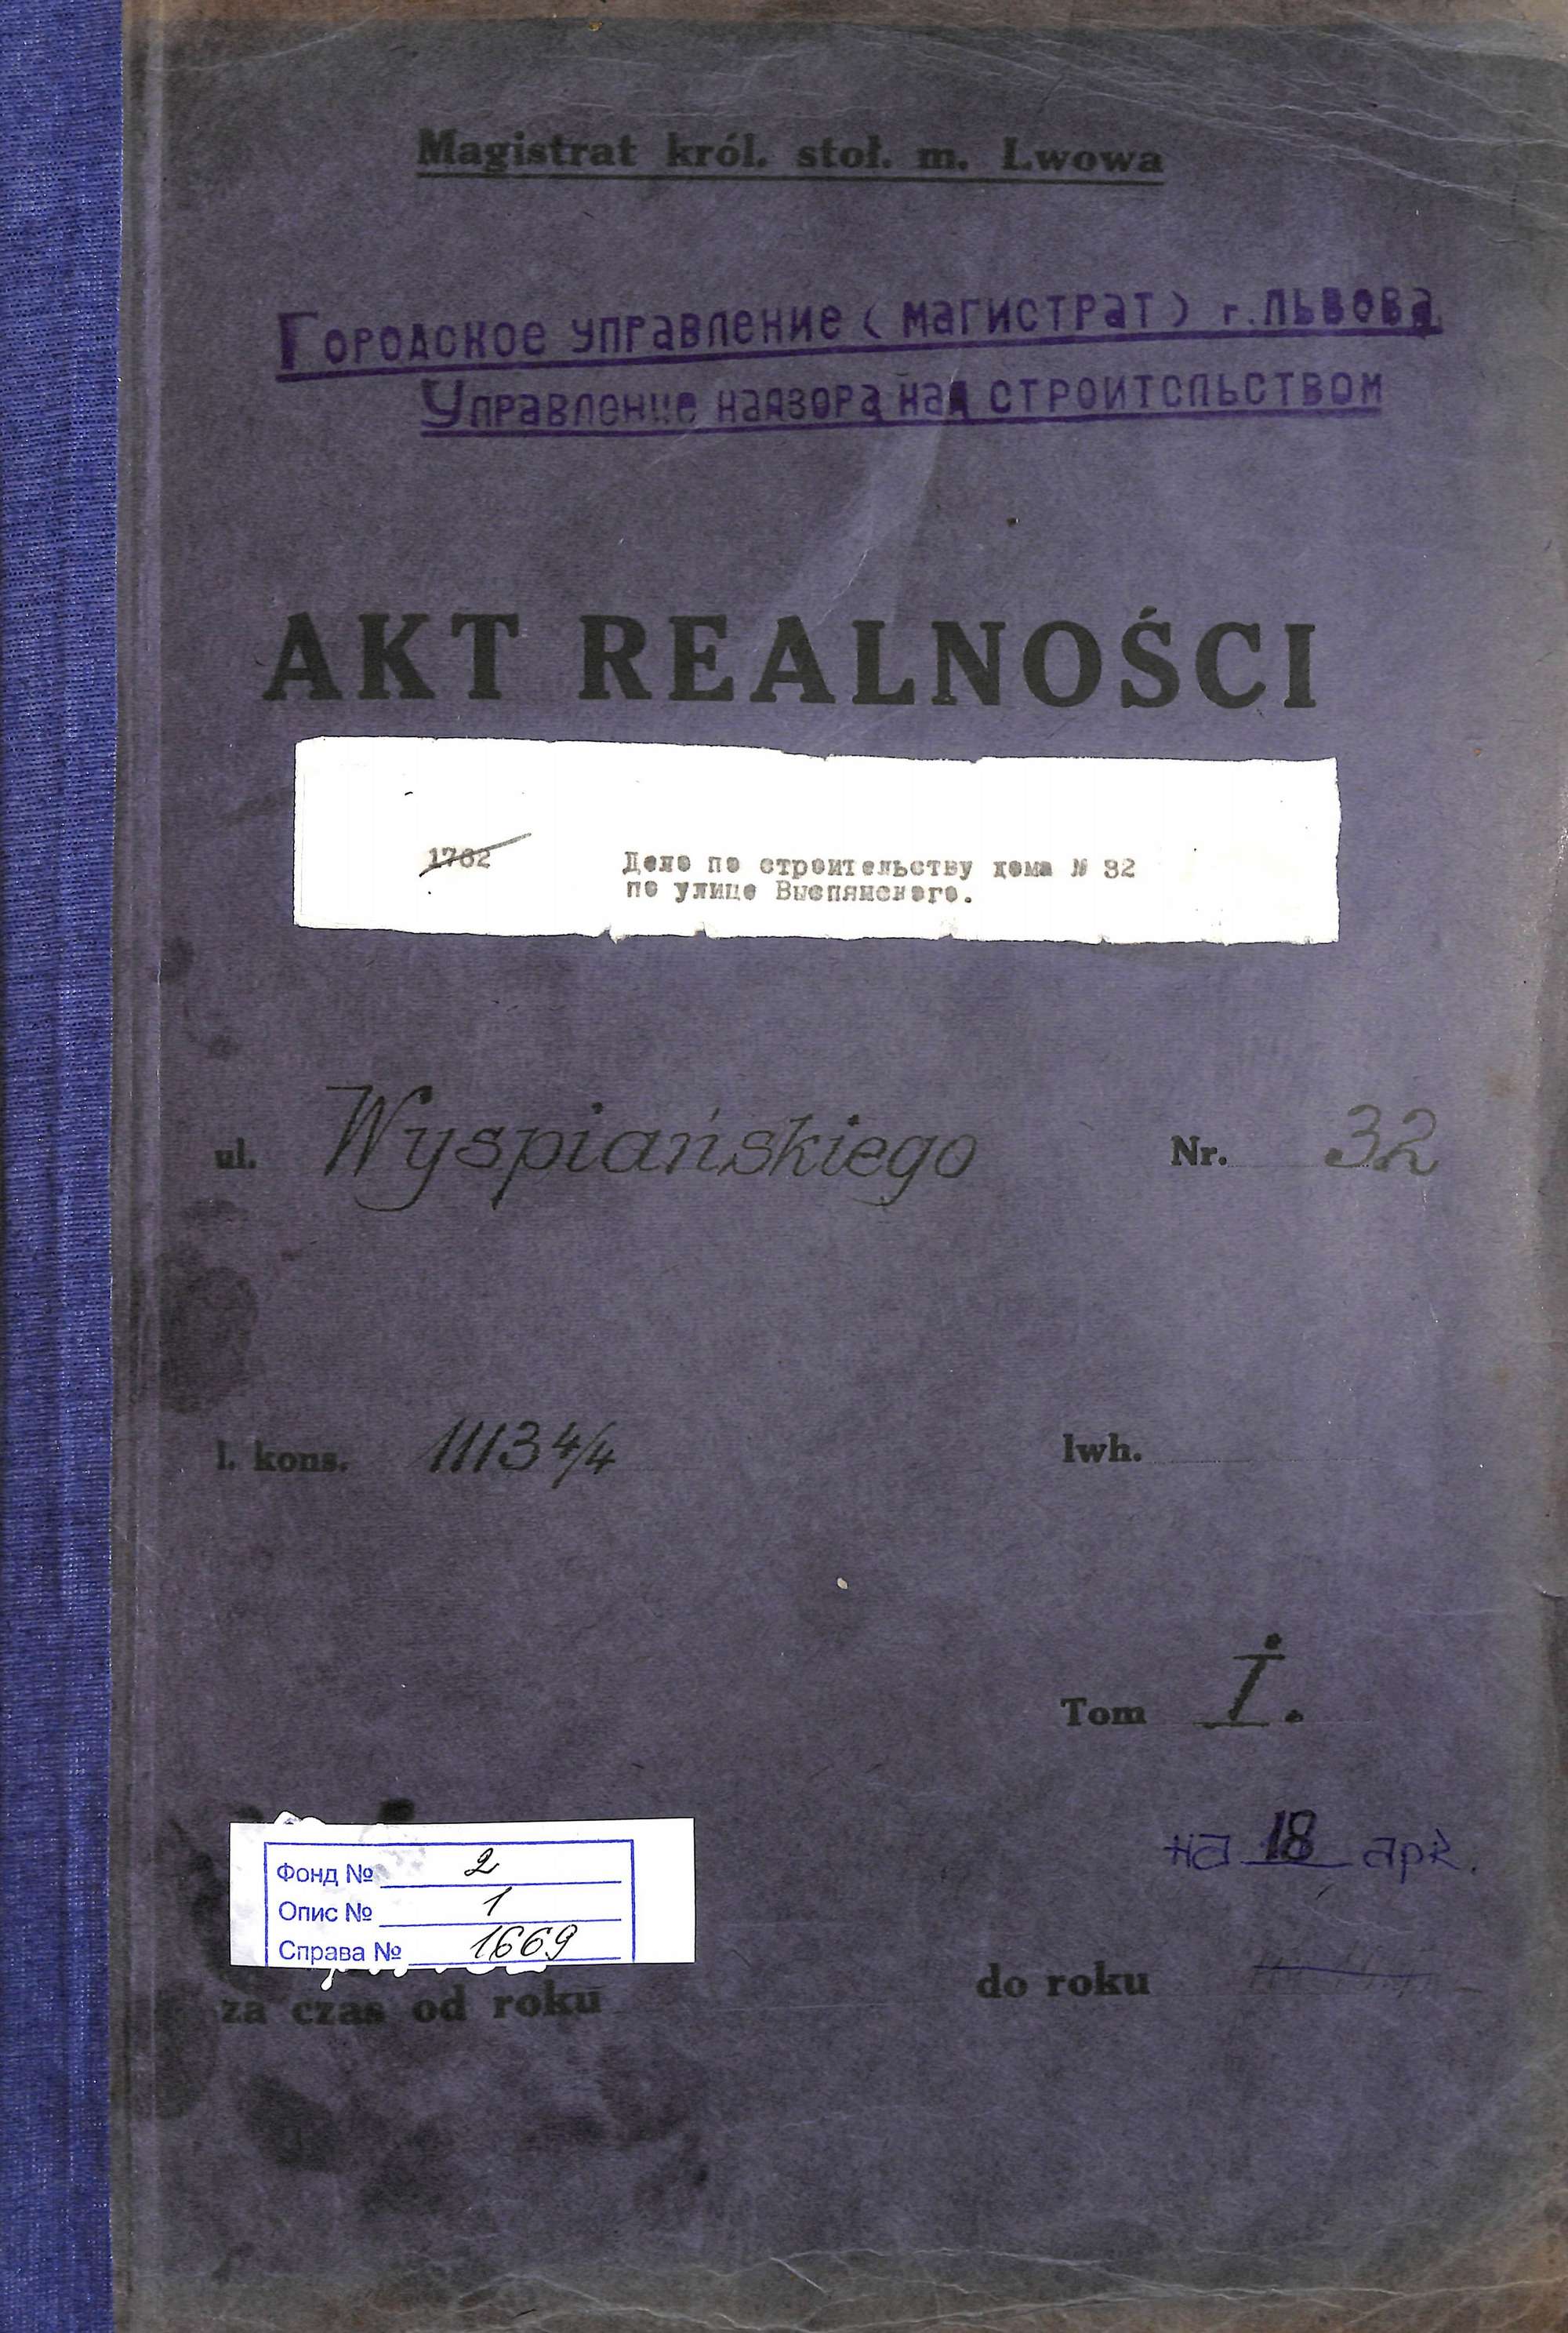 Magistrat król. stoł. m. Lwowa
Городское управление (магистрат) г. Львова
Управление надзора над строительством
AKT REALNOŚCI
1762 Дело по строительству дома № 32
по улице Выспянского.
ul. Wyspiańskiego Nr. 32
l. kons. 1113 4/4 lwh.
Tom I.
на 18 арк.
Фонд № 2
Опис № 1
Справа № 1669
za czas od roku do roku